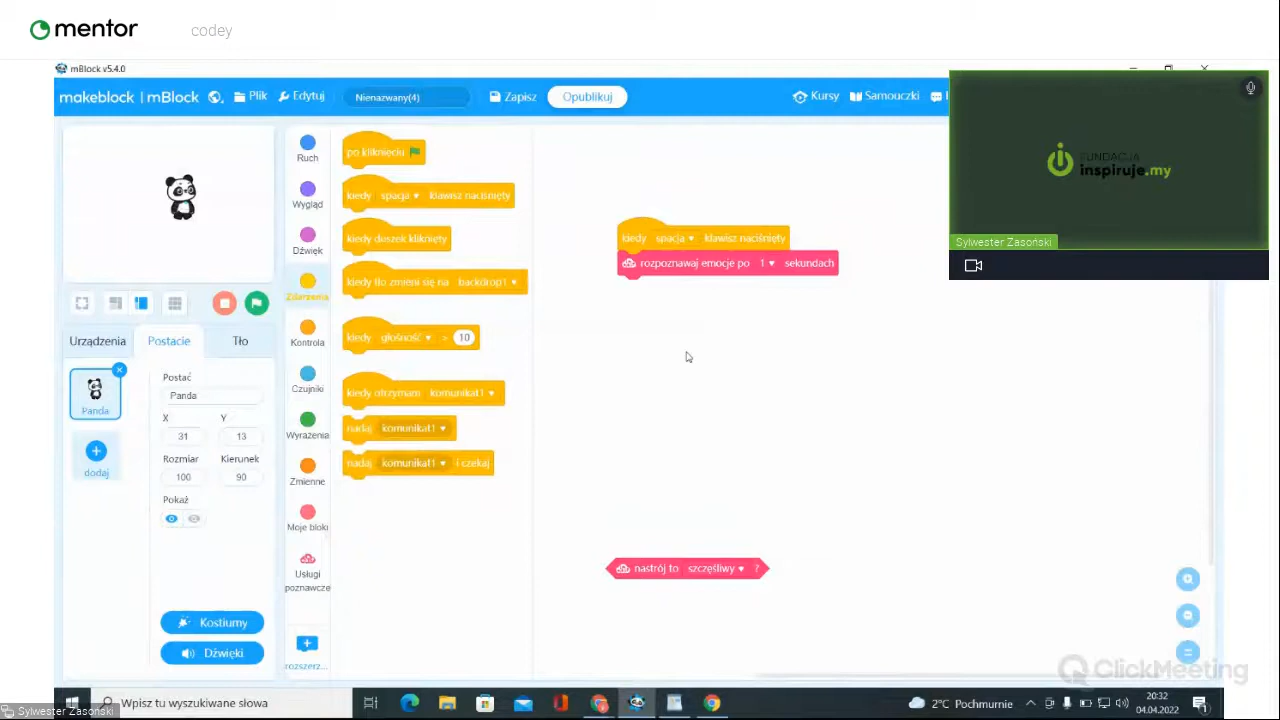 mentor
codey
mBlock v5.4.0
makeblock | mBlock
Plik
Edytuj
Nienazwany(4)
Zapisz
Opublikuj
Kursy
Samouczki
FUNDACJA
inspiruje.my
Sylwester Zasoński
Ruch
Wygląd
Dźwięk
Zdarzenia
Kontrola
Czujniki
Wyrażenia
Zmienne
Moje bloki
Usługi
poznawcze
rozszerz...
po kliknięciu
kiedy spacja klawisz naciśnięty
kiedy duszek kliknięty
kiedy tło zmieni się na backdrop1
kiedy głośność > 10
kiedy otrzymam komunikat1
nadaj komunikat1
nadaj komunikat1 i czekaj
kiedy spacja klawisz naciśnięty
rozpoznawaj emocje po 1 sekundach
nastrój to szczęśliwy ?
Urządzenia
Postacie
Tło
Panda
dodaj
Postać
Panda
X Y
31 13
Rozmiar Kierunek
100 90
Pokaż
Kostiumy
Dźwięki
ClickMeeting
Wpisz tu wyszukiwane słowa
2°C Pochmurnie
20:32
04.04.2022
1
Sylwester Zasoński